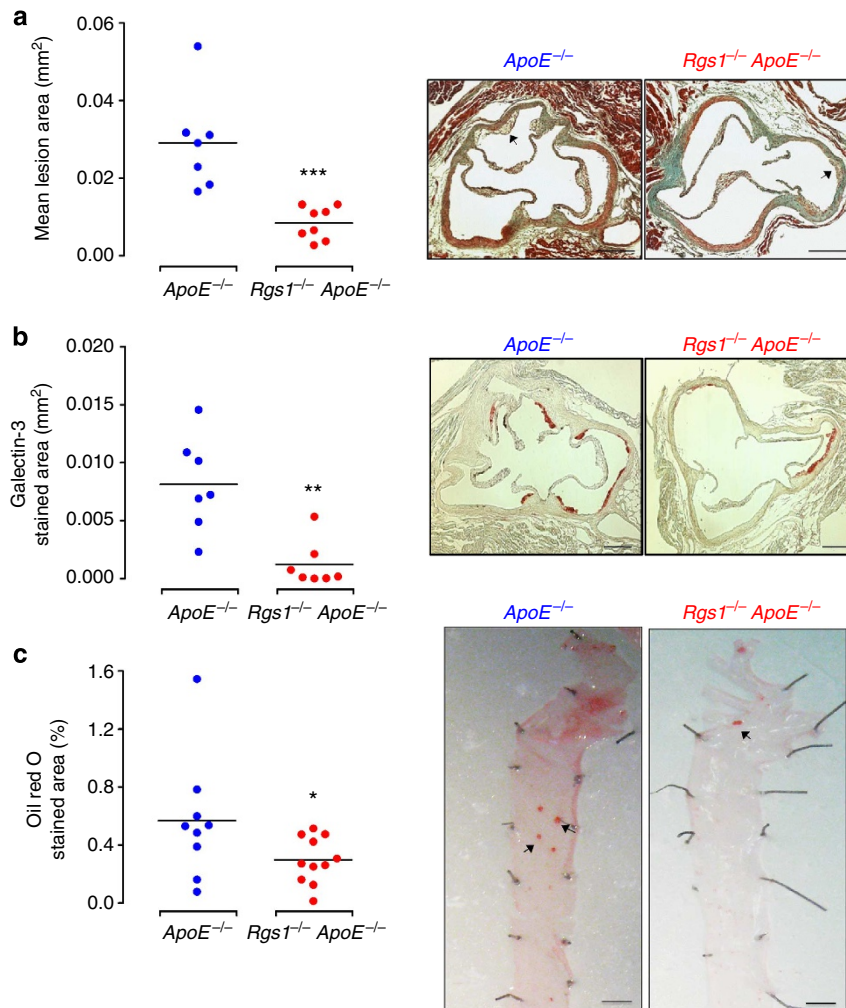 a
Mean lesion area (mm²)
0.06
0.04
0.02
0.00
***
ApoE⁻/⁻
Rgs1⁻/⁻ ApoE⁻/⁻
ApoE⁻/⁻
Rgs1⁻/⁻ ApoE⁻/⁻
b
Galectin-3
stained area (mm²)
0.020
0.015
0.010
0.005
0.000
**
ApoE⁻/⁻
Rgs1⁻/⁻ ApoE⁻/⁻
ApoE⁻/⁻
Rgs1⁻/⁻ ApoE⁻/⁻
c
Oil red O
stained area (%)
1.6
1.2
0.8
0.4
0.0
*
ApoE⁻/⁻
Rgs1⁻/⁻ ApoE⁻/⁻
ApoE⁻/⁻
Rgs1⁻/⁻ ApoE⁻/⁻